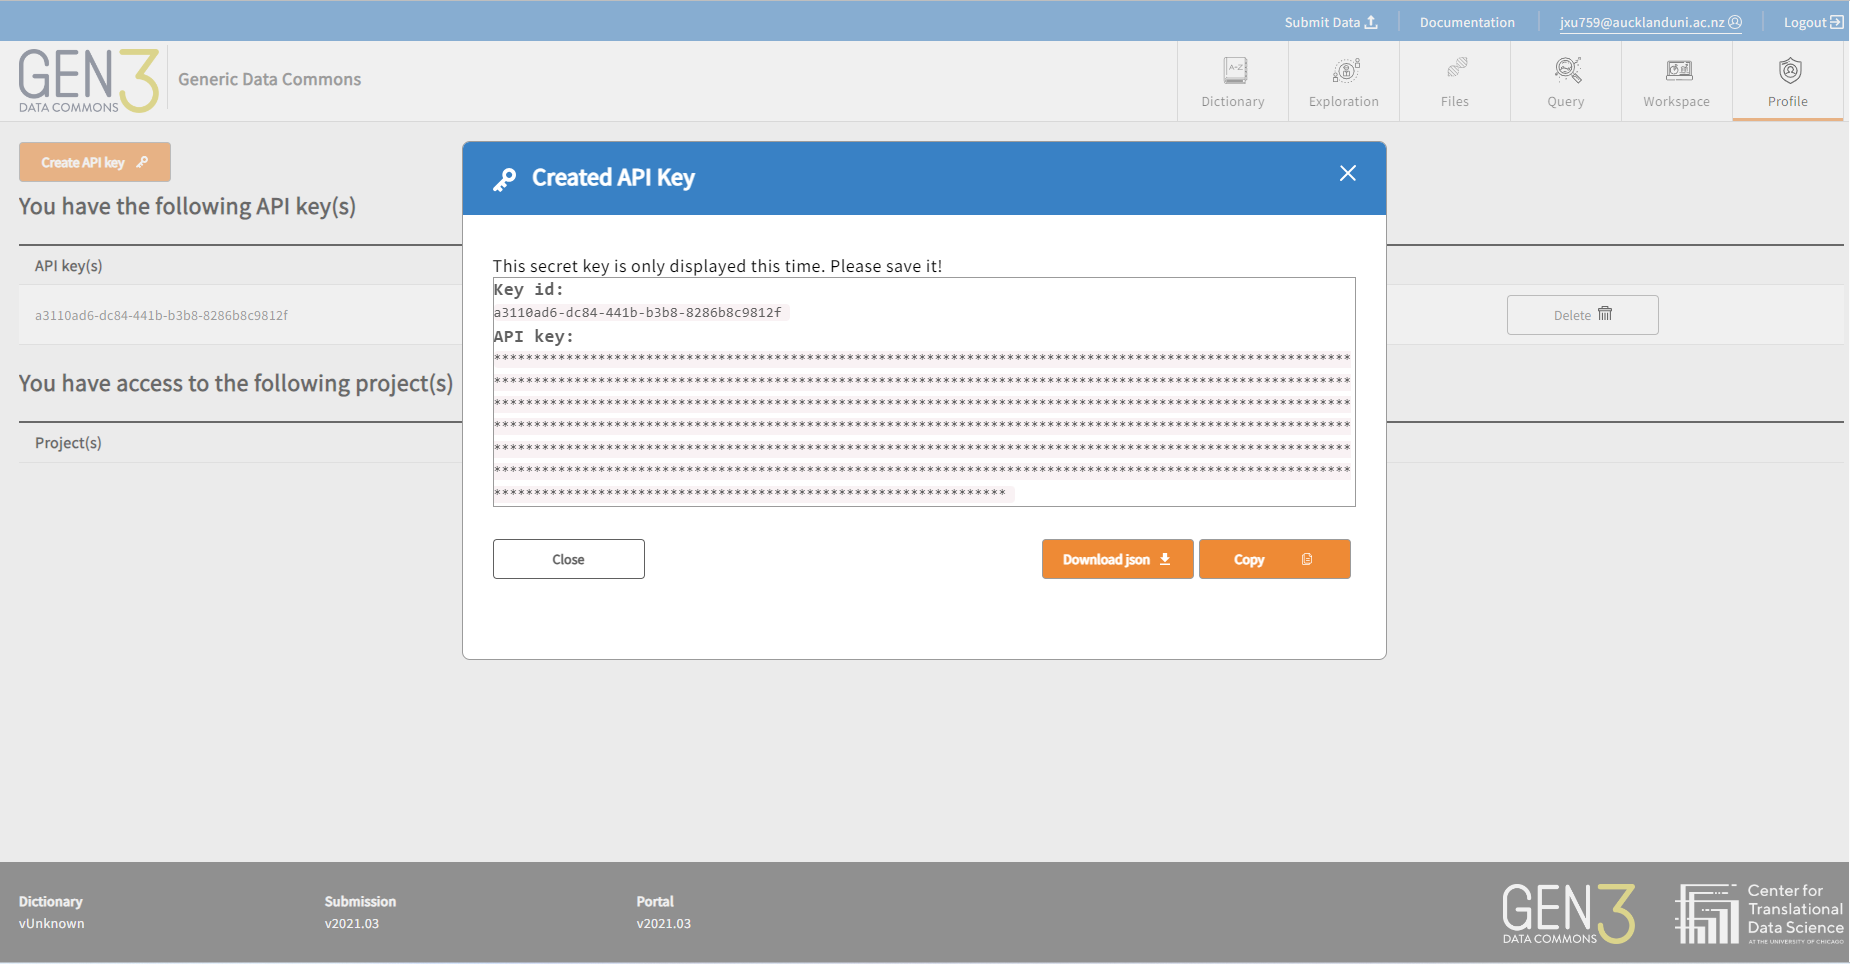 Submit Data
Documentation
jxu759@aucklanduni.ac.nz
Logout
GEN3
DATA COMMONS
Generic Data Commons
A-Z
Dictionary
Exploration
Files
Query
Workspace
Profile
Create API key
You have the following API key(s)
API key(s)
a3110ad6-dc84-441b-b3b8-8286b8c9812f
Delete
You have access to the following project(s)
Project(s)
Created API Key
This secret key is only displayed this time. Please save it!
Key id:
a3110ad6-dc84-441b-b3b8-8286b8c9812f
API key:
***********************************************************************************************************
***********************************************************************************************************
***********************************************************************************************************
***********************************************************************************************************
***********************************************************************************************************
***********************************************************************************************************
****************************************************************
Close
Download json
Copy
Dictionary
vUnknown
Submission
v2021.03
Portal
v2021.03
GEN3
DATA COMMONS
Center for
Translational
Data Science
AT THE UNIVERSITY OF CHICAGO